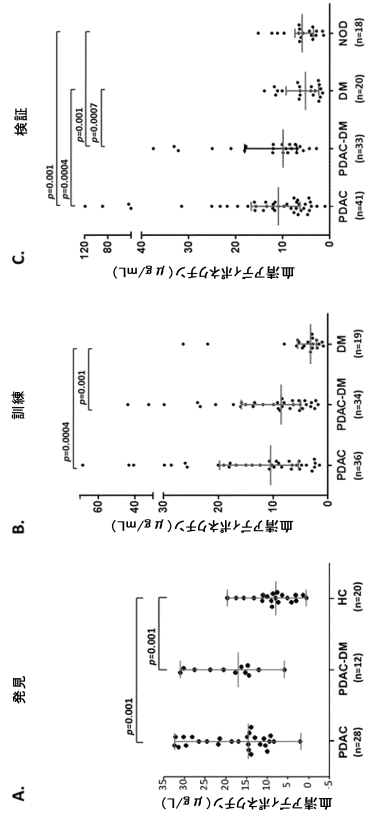 A.
発見
血清アディポネクチン (μg/L)
35
30
25
20
15
10
5
0
-5
p=0.001
p=0.001
PDAC
(n=28)
PDAC-DM
(n=12)
HC
(n=20)
B.
訓練
血清アディポネクチン (μg/mL)
60
40
30
20
10
0
p=0.0004
p=0.001
PDAC
(n=36)
PDAC-DM
(n=34)
DM
(n=19)
C.
検証
血清アディポネクチン (μg/mL)
120
80
40
30
20
10
0
p=0.001
p=0.0004
p=0.001
p=0.0007
PDAC
(n=41)
PDAC-DM
(n=33)
DM
(n=20)
NOD
(n=18)